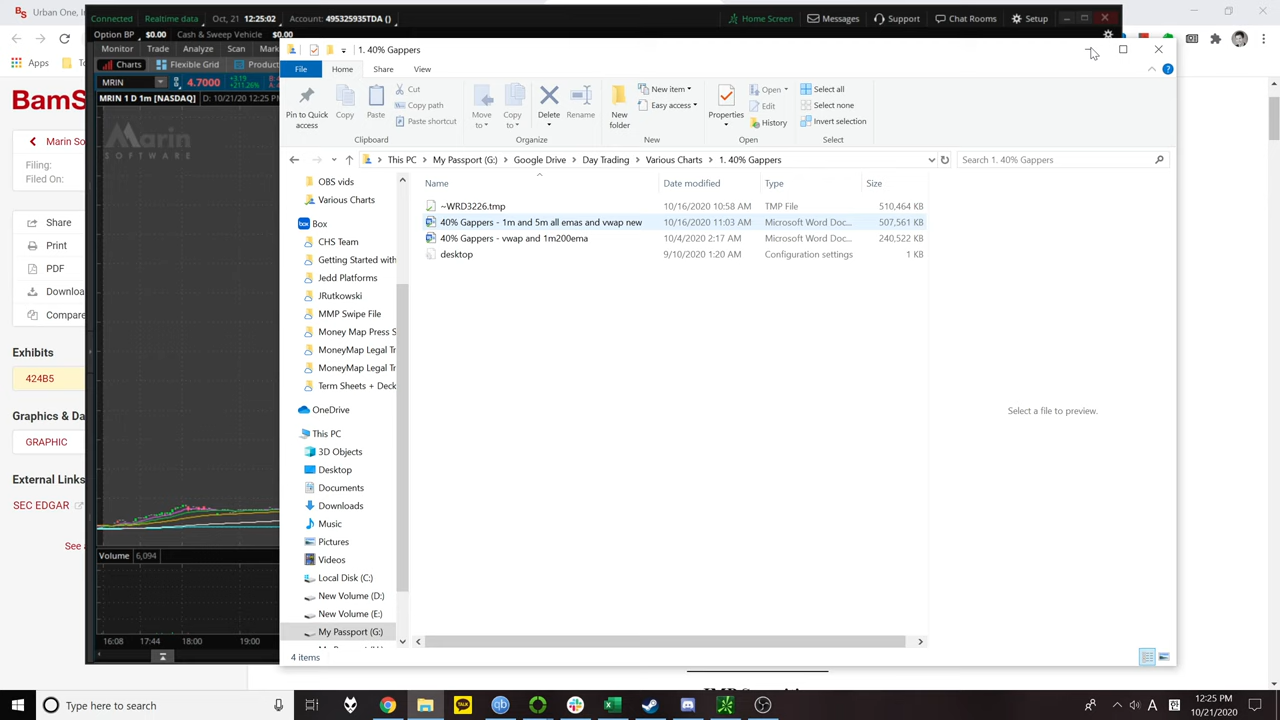 Urban One, In
Connected Realtime data Oct, 21 12:25:02 Account: 495325935TDA () Home Screen Messages Support Chat Rooms Setup
Option BP $0.00 Cash & Sweep Vehicle $0.00
Monitor Trade Analyze Scan
Charts Flexible Grid
MRIN 4.7000 +3.19 +211.26%
MRIN 1 D 1m [NASDAQ] D: 10/21/20 12:25 P
Marin
SOFTWARE
Volume 6,094
16:08 17:44 18:00 19:00
Apps
BamS
Marin So
Filing:
Filed On:
Share
Print
PDF
Downloa
Compare
Exhibits
424B5
Graphics & Da
GRAPHIC
External Links
SEC EDGAR
See a
1. 40% Gappers
File Home Share View
Pin to Quick access
Copy
Paste
Cut
Copy path
Paste shortcut
Clipboard
Move to
Copy to
Delete
Rename
Organize
New folder
New item
Easy access
New
Properties
Open
Edit
History
Open
Select all
Select none
Invert selection
Select
This PC My Passport (G:) Google Drive Day Trading Various Charts 1. 40% Gappers
Search 1. 40% Gappers
OBS vids
Various Charts
Box
CHS Team
Getting Started with
Jedd Platforms
JRutkowski
MMP Swipe File
Money Map Press S
MoneyMap Legal Tr
MoneyMap Legal Tr
Term Sheets + Deck
OneDrive
This PC
3D Objects
Desktop
Documents
Downloads
Music
Pictures
Videos
Local Disk (C:)
New Volume (D:)
New Volume (E:)
My Passport (G:)
Name Date modified Type Size
~WRD3226.tmp 10/16/2020 10:58 AM TMP File 510,464 KB
40% Gappers - 1m and 5m all emas and vwap new 10/16/2020 11:03 AM Microsoft Word Doc... 507,561 KB
40% Gappers - vwap and 1m200ema 10/4/2020 2:17 AM Microsoft Word Doc... 240,522 KB
desktop 9/10/2020 1:20 AM Configuration settings 1 KB
Select a file to preview.
4 items
Type here to search
12:25 PM
10/21/2020